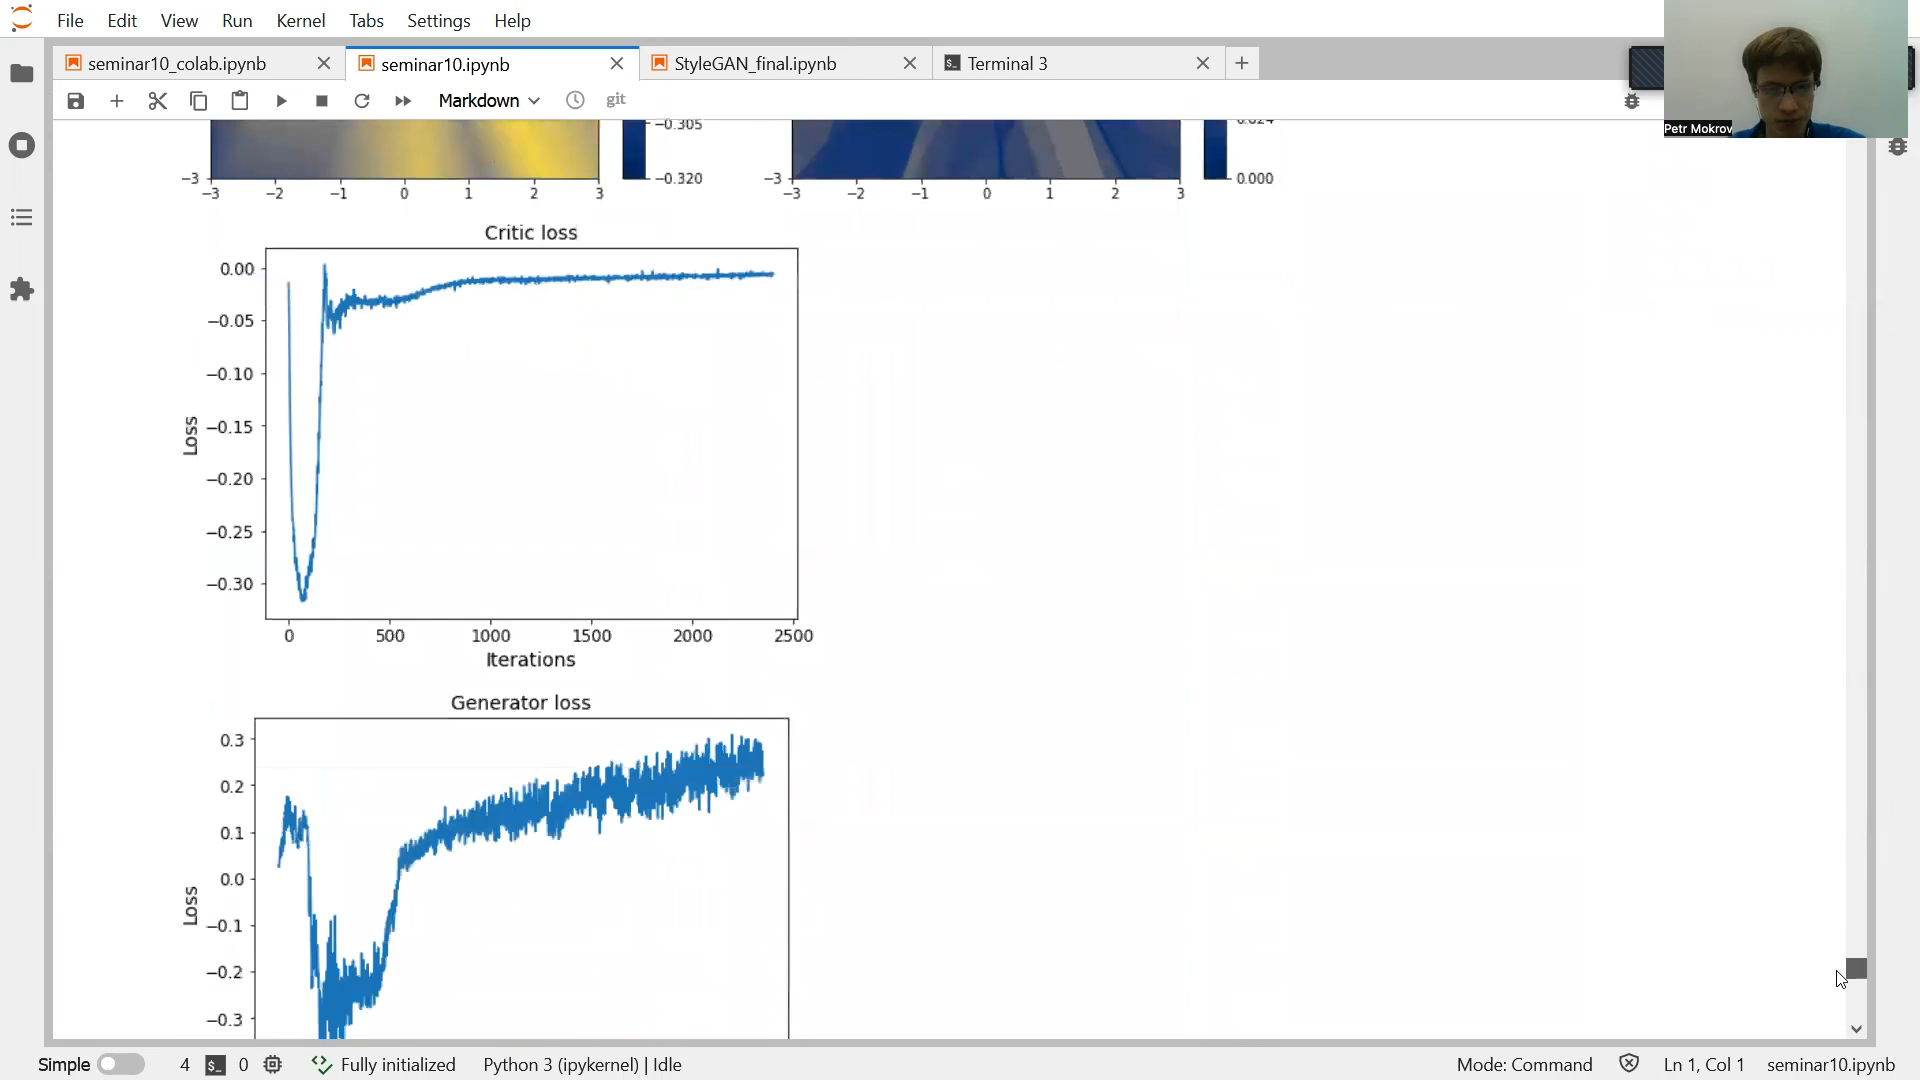 File Edit View Run Kernel Tabs Settings Help
seminar10_colab.ipynb seminar10.ipynb StyleGAN_final.ipynb Terminal 3
Markdown git
Petr Mokrov
−0.305
−3 −0.320 −3 0.000
−3 −2 −1 0 1 2 3 −3 −2 −1 0 1 2 3
Critic loss
0.00
−0.05
−0.10
−0.15
−0.20
−0.25
−0.30
Loss
0 500 1000 1500 2000 2500
Iterations
Generator loss
0.3
0.2
0.1
0.0
−0.1
−0.2
−0.3
Loss
Simple 4 0 Fully initialized Python 3 (ipykernel) | Idle Mode: Command Ln 1, Col 1 seminar10.ipynb